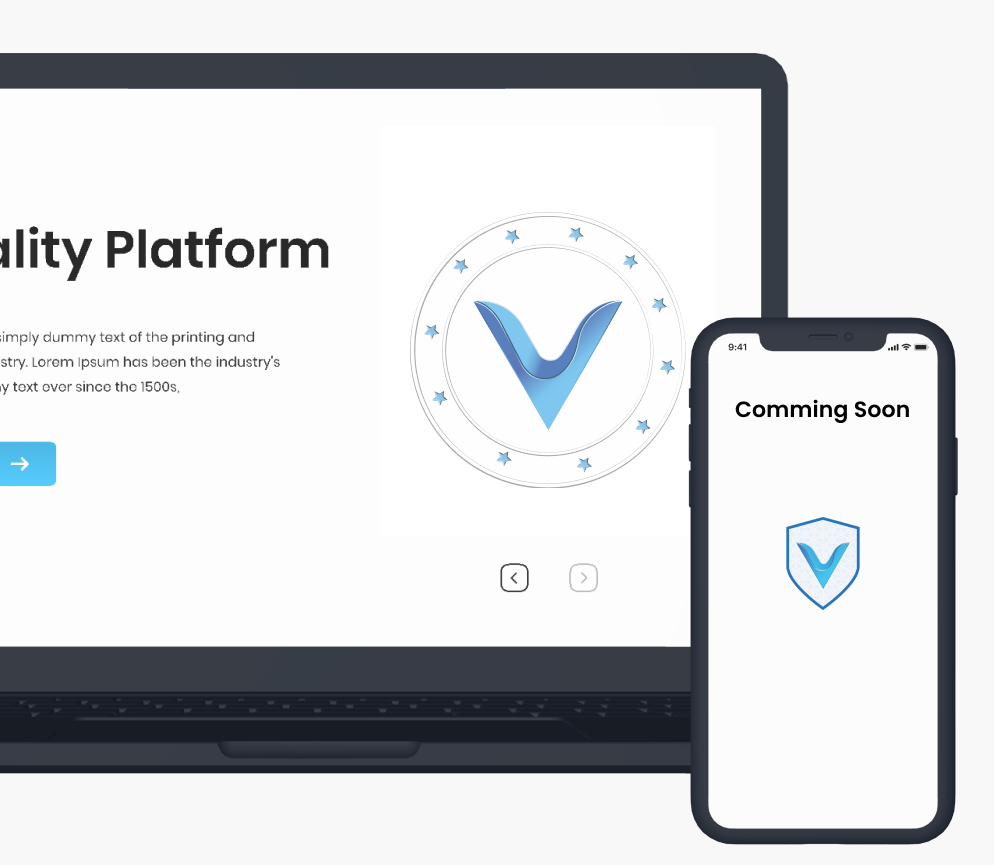 ality Platform
simply dummy text of the printing and
stry. Lorem Ipsum has been the industry's
y text ever since the 1500s,
9:41
Comming Soon